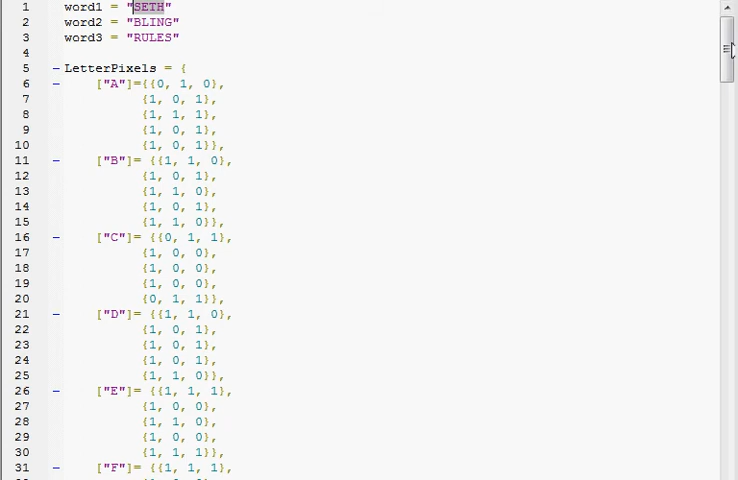 1 word1 = "SETH"
2 word2 = "BLING"
3 word3 = "RULES"
4
5 LetterPixels = {
6 ["A"]={{0, 1, 0},
7 {1, 0, 1},
8 {1, 1, 1},
9 {1, 0, 1},
10 {1, 0, 1}},
11 ["B"]= {{1, 1, 0},
12 {1, 0, 1},
13 {1, 1, 0},
14 {1, 0, 1},
15 {1, 1, 0}},
16 ["C"]= {{0, 1, 1},
17 {1, 0, 0},
18 {1, 0, 0},
19 {1, 0, 0},
20 {0, 1, 1}},
21 ["D"]= {{1, 1, 0},
22 {1, 0, 1},
23 {1, 0, 1},
24 {1, 0, 1},
25 {1, 1, 0}},
26 ["E"]= {{1, 1, 1},
27 {1, 0, 0},
28 {1, 1, 0},
29 {1, 0, 0},
30 {1, 1, 1}},
31 ["F"]= {{1, 1, 1},